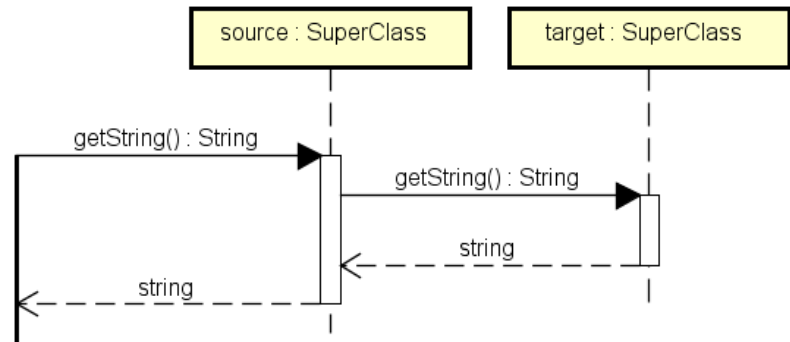 source : SuperClass
target : SuperClass
getString() : String
getString() : String
string
string